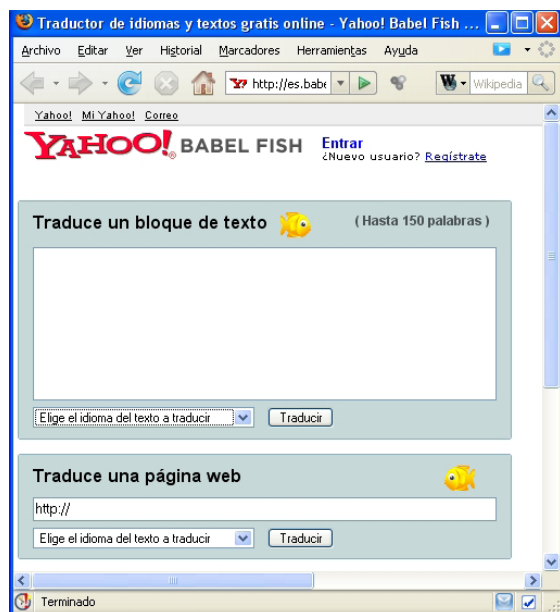 Traductor de idiomas y textos gratis online - Yahoo! Babel Fish ...
Archivo Editar Ver Historial Marcadores Herramientas Ayuda
http://es.babe Wikipedia
Yahoo! Mi Yahoo! Correo
YAHOO! BABEL FISH
Entrar
¿Nuevo usuario? Regístrate
Traduce un bloque de texto ( Hasta 150 palabras )
Elige el idioma del texto a traducir Traducir
Traduce una página web
http://
Elige el idioma del texto a traducir Traducir
Terminado